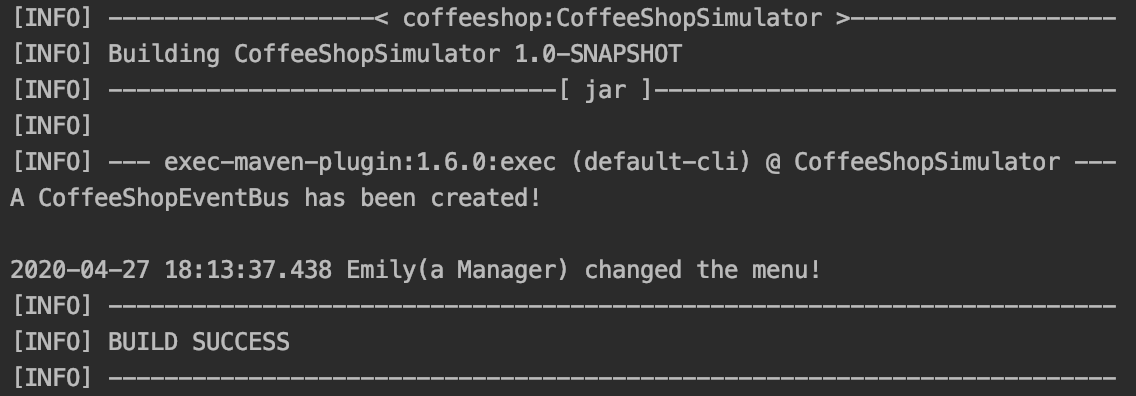 [INFO] -------------------< coffeeshop:CoffeeShopSimulator >-------------------
[INFO] Building CoffeeShopSimulator 1.0-SNAPSHOT
[INFO] --------------------------------[ jar ]---------------------------------
[INFO]
[INFO] --- exec-maven-plugin:1.6.0:exec (default-cli) @ CoffeeShopSimulator ---
A CoffeeShopEventBus has been created!
2020-04-27 18:13:37.438 Emily(a Manager) changed the menu!
[INFO] ------------------------------------------------------------------------
[INFO] BUILD SUCCESS
[INFO] ------------------------------------------------------------------------